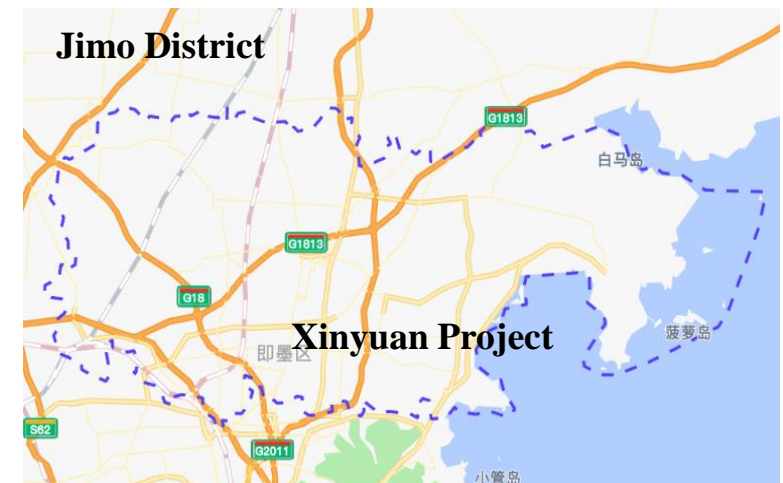 Jimo District
G1813
白马岛
G1813
G18
Xinyuan Project
菠萝岛
即墨区
S62
G2011
小管岛